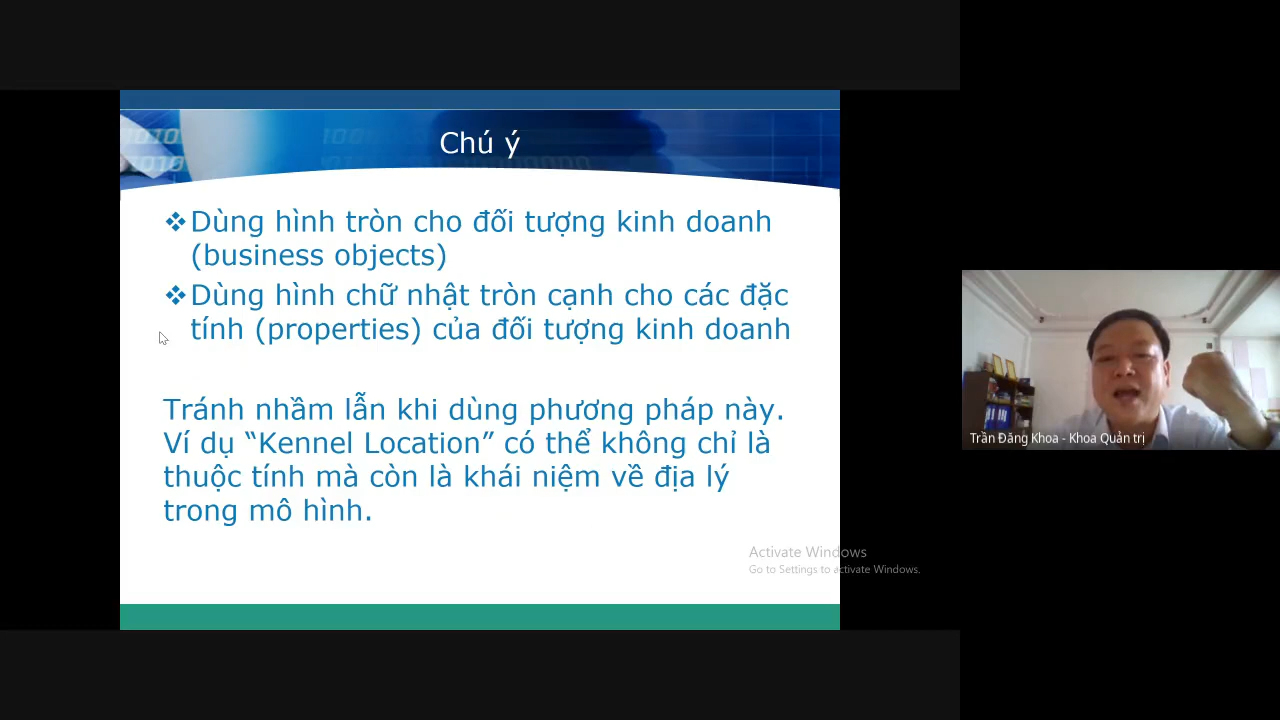 Chú ý
❖Dùng hình tròn cho đối tượng kinh doanh
(business objects)
❖Dùng hình chữ nhật tròn cạnh cho các đặc
tính (properties) của đối tượng kinh doanh
Tránh nhầm lẫn khi dùng phương pháp này.
Ví dụ “Kennel Location” có thể không chỉ là
thuộc tính mà còn là khái niệm về địa lý
trong mô hình.
Activate Windows
Go to Settings to activate Windows.
Trần Đăng Khoa - Khoa Quản trị